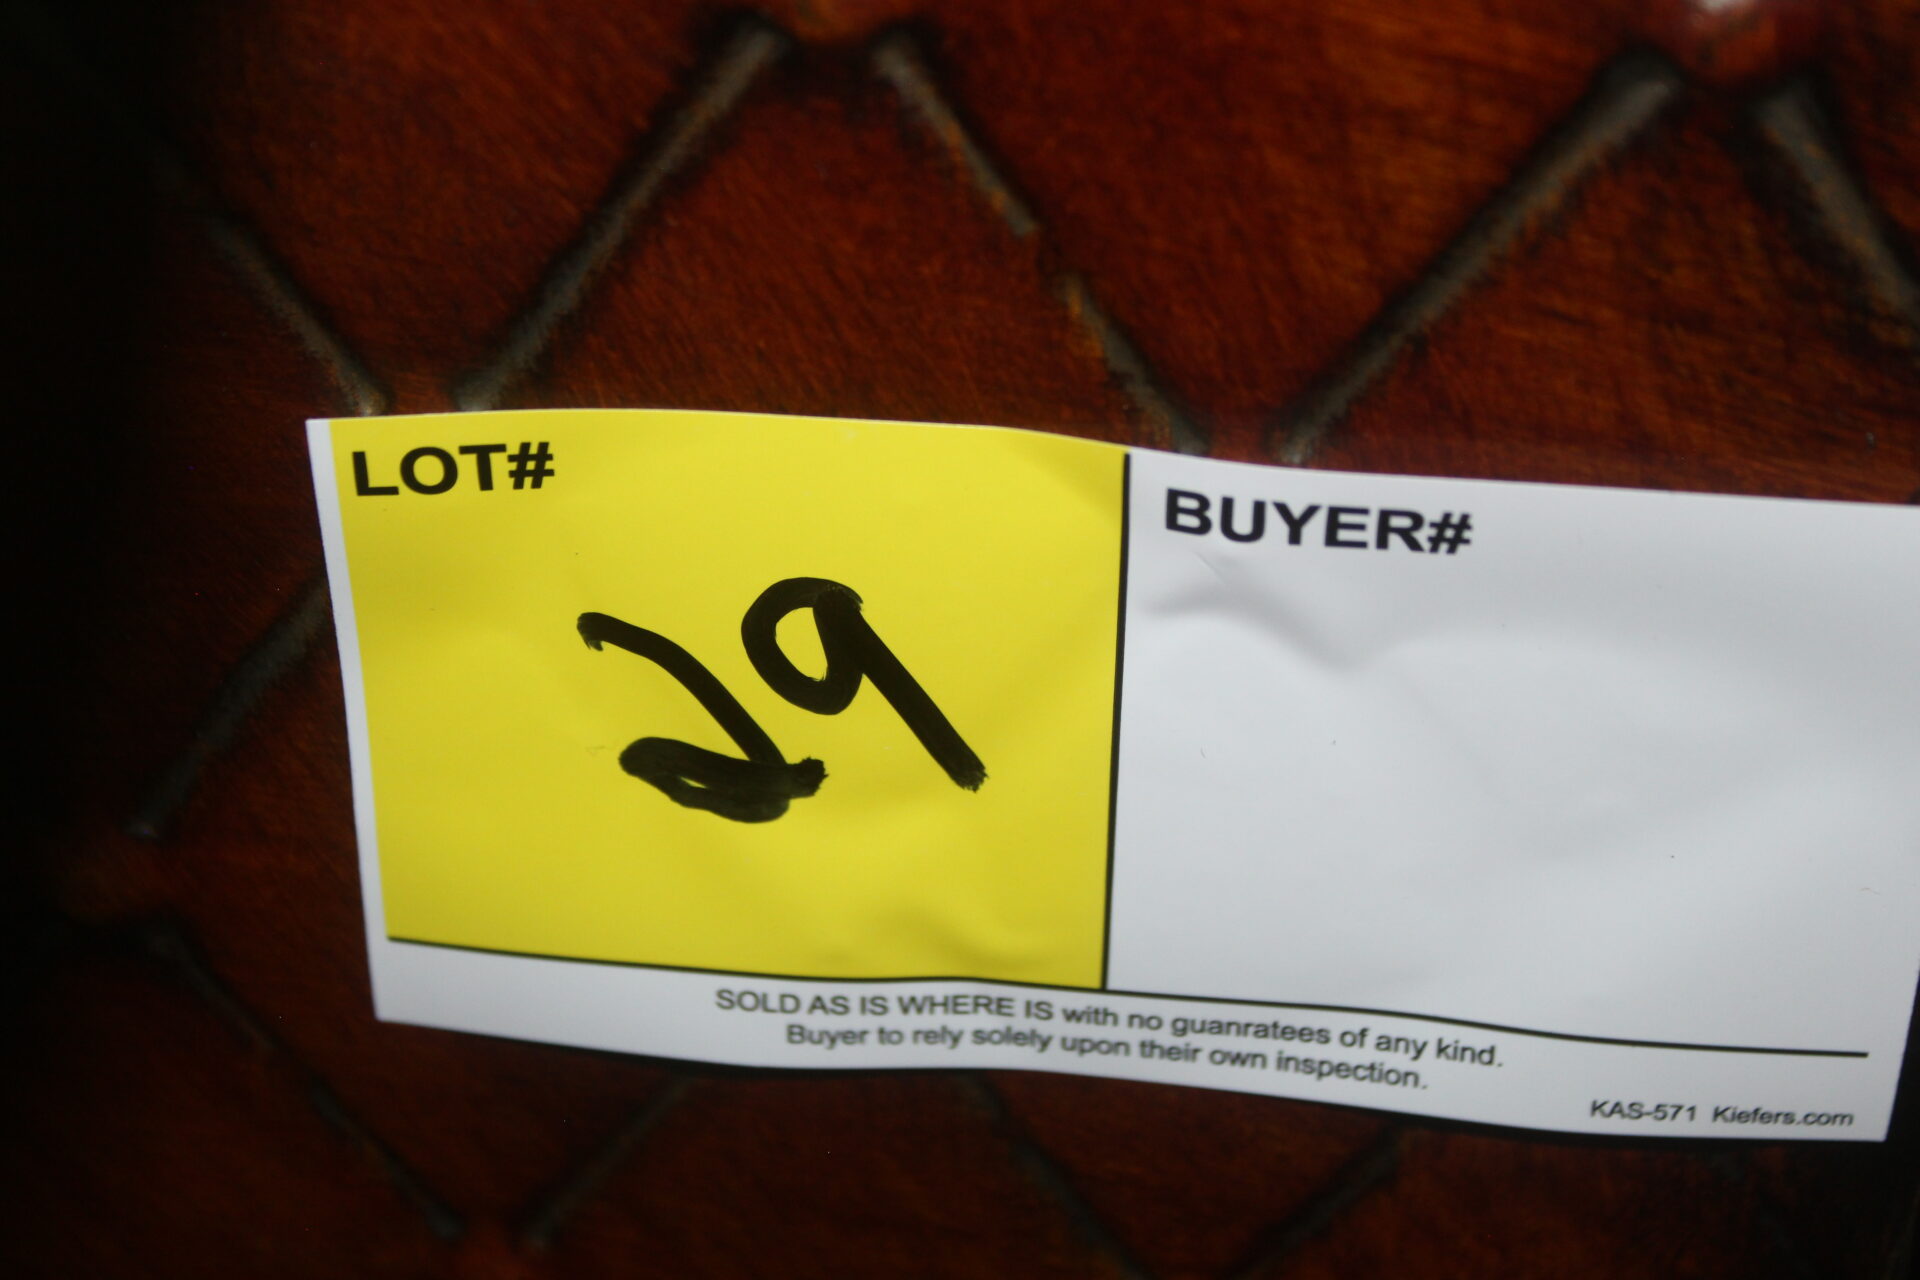 LOT#
29
BUYER#
SOLD AS IS WHERE IS with no guanratees of any kind.
Buyer to rely solely upon their own inspection.
KAS-571 Kiefers.com